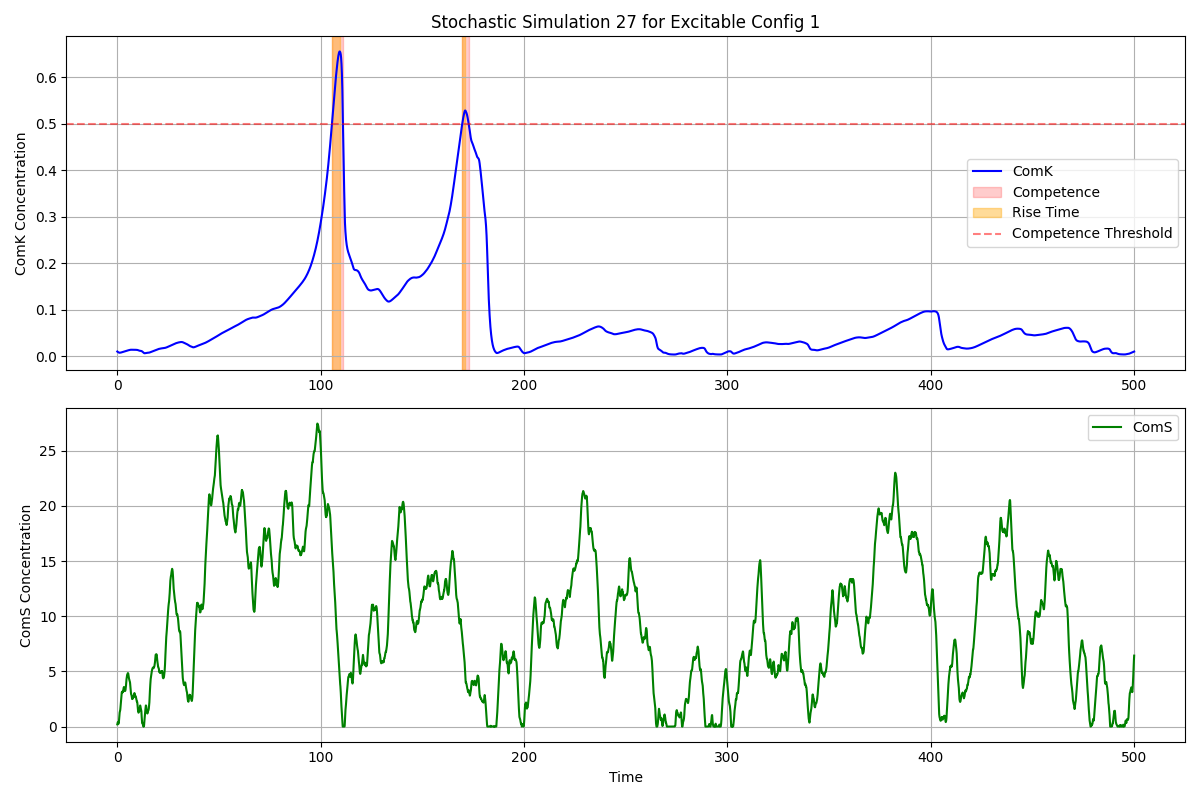 Stochastic Simulation 27 for Excitable Config 1
ComK Concentration
0.6
0.5
0.4
0.3
0.2
0.1
0.0
ComK
Competence
Rise Time
Competence Threshold
0 100 200 300 400 500
ComS Concentration
25
20
15
10
5
0
ComS
0 100 200 300 400 500
Time